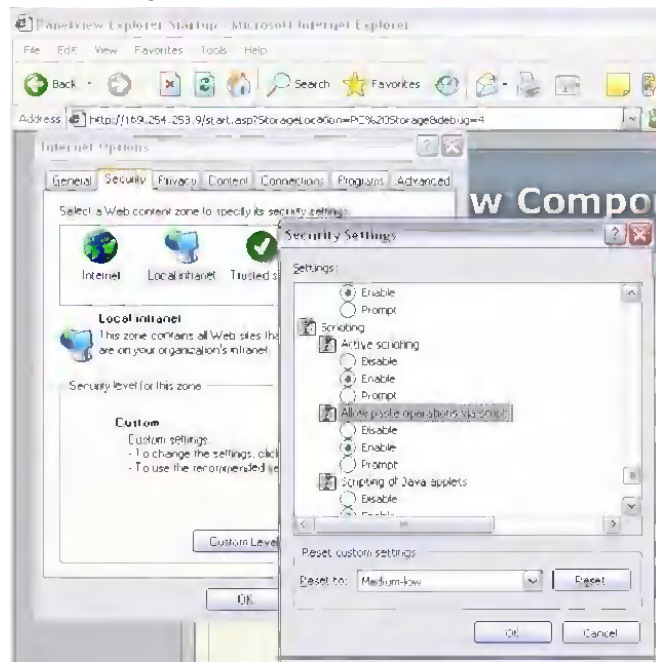 PanelView Explorer Startup - Microsoft Internet Explorer
File Edit View Favorites Tools Help
Back Search Favorites
Address http://169.254.253.9/start.asp?StorageLocation=PC%20Storage&debug=4
Internet Options
General Security Privacy Content Connections Programs Advanced
w Compo
Select a Web content zone to specify its security settings.
Internet Local intranet Trusted s
Local intranet
This zone contains all Web sites tha
are on your organization's intranet
Security level for this zone
Custom
Custom settings.
- To change the settings, click
- To use the recommended se
Custom Level
OK
Security Settings
Settings:
Enable
Prompt
Scripting
Active scripting
Disable
Enable
Prompt
Allow paste operations via script
Disable
Enable
Prompt
Scripting of Java applets
Disable
Enable
Reset custom settings
Reset to: Medium-low Reset
OK Cancel